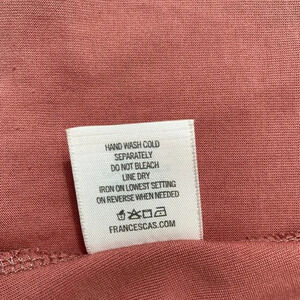 HAND WASH COLD
SEPARATELY
DO NOT BLEACH
LINE DRY
IRON ON LOWEST SETTING
ON REVERSE WHEN NEEDED
FRANCESCAS.COM